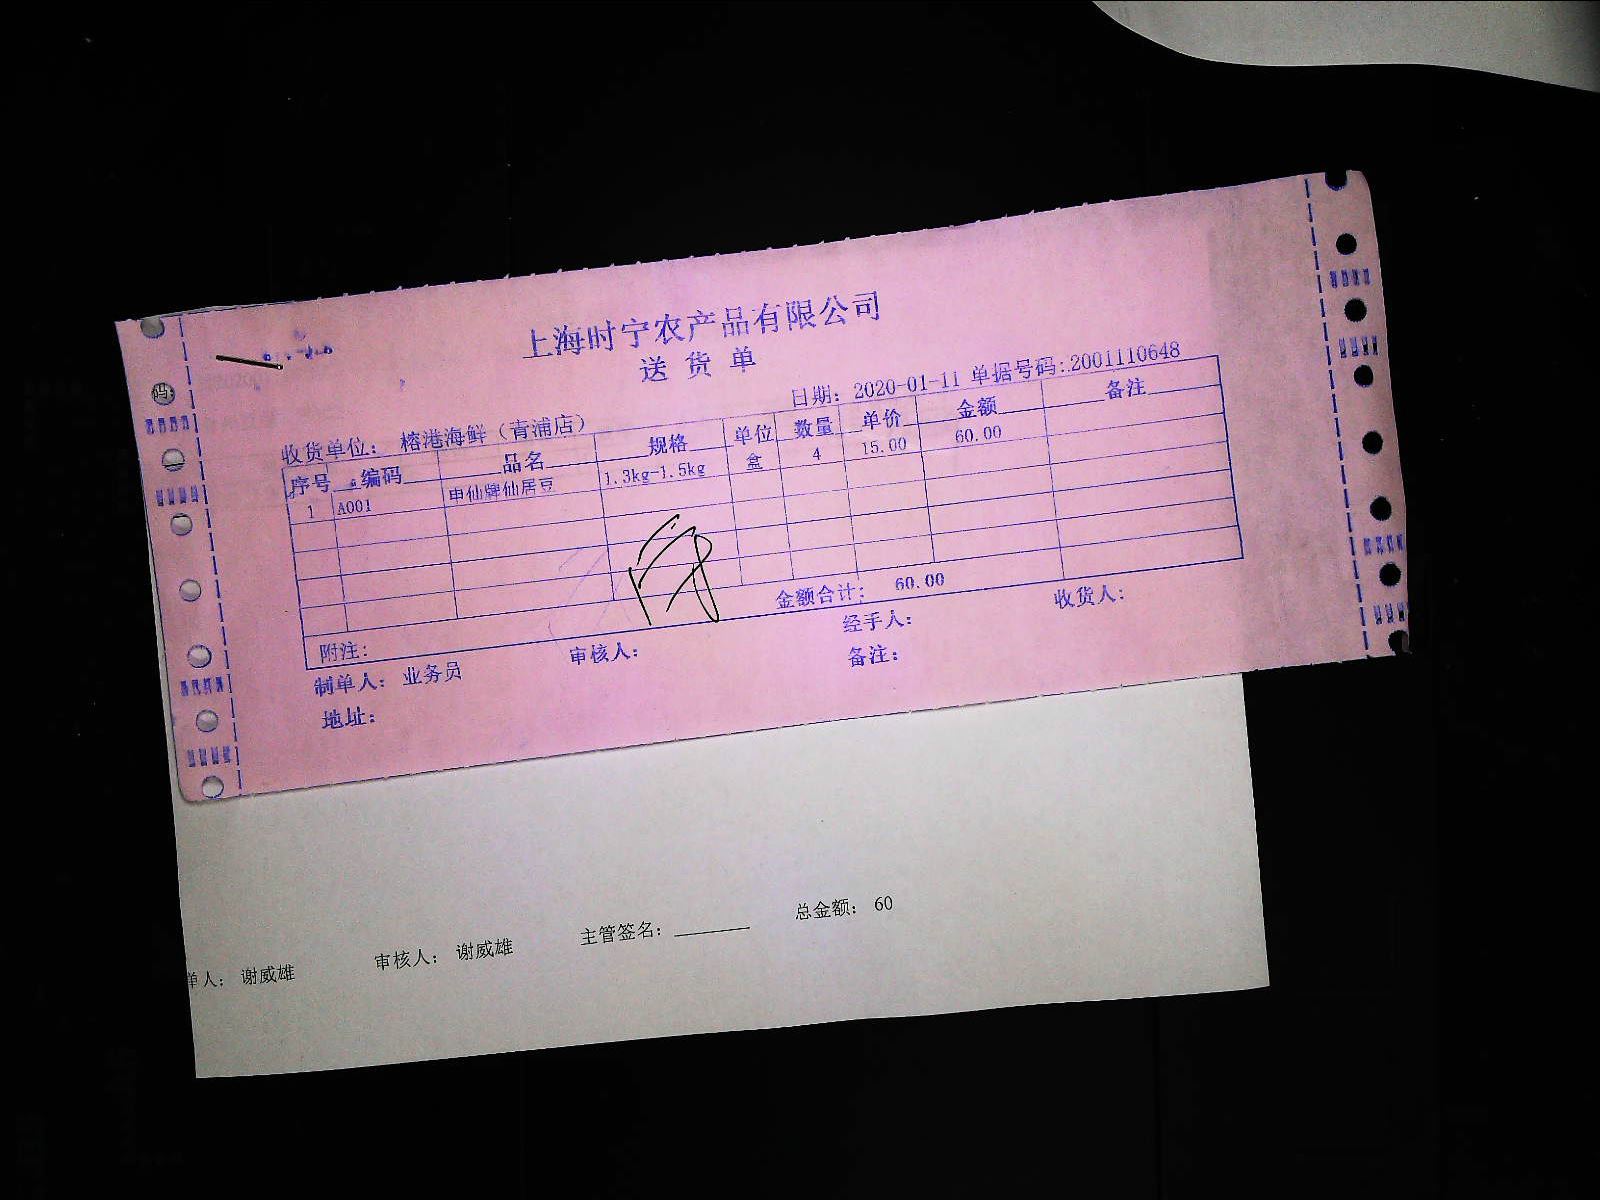 上海时宁农产品有限公司
送 货 单
收货单位: 榕港海鲜（青浦店） 日期: 2020-01-11 单据号码: 2001110648
序号 编码 品名 规格 单位 数量 单价 金额 备注
1 A001 申仙牌仙居豆 1.3kg-1.5kg 盒 4 15.00 60.00
金额合计: 60.00
附注:
制单人: 业务员 审核人: 经手人: 收货人:
地址: 备注:
码:
单人: 谢威雄 审核人: 谢威雄 主管签名: 总金额: 60